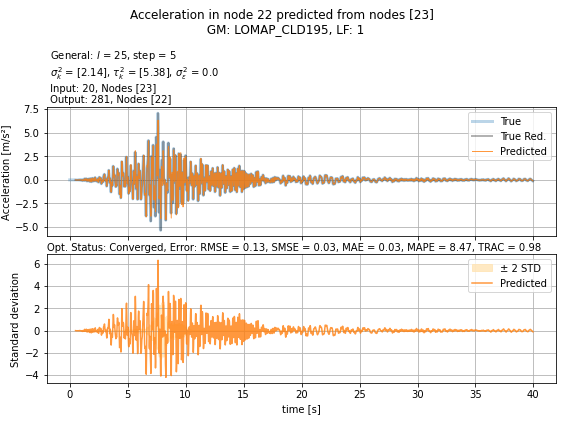 Acceleration in node 22 predicted from nodes [23]
GM: LOMAP_CLD195, LF: 1
General: l = 25, step = 5
σ²ₖ = [2.14], τ²ₖ = [5.38], σ²ε = 0.0
Input: 20, Nodes [23]
Output: 281, Nodes [22]
Acceleration [m/s²]
7.5
5.0
2.5
0.0
−2.5
−5.0
True
True Red.
Predicted
Opt. Status: Converged, Error: RMSE = 0.13, SMSE = 0.03, MAE = 0.03, MAPE = 8.47, TRAC = 0.98
Standard deviation
6
4
2
0
−2
−4
± 2 STD
Predicted
0 5 10 15 20 25 30 35 40
time [s]